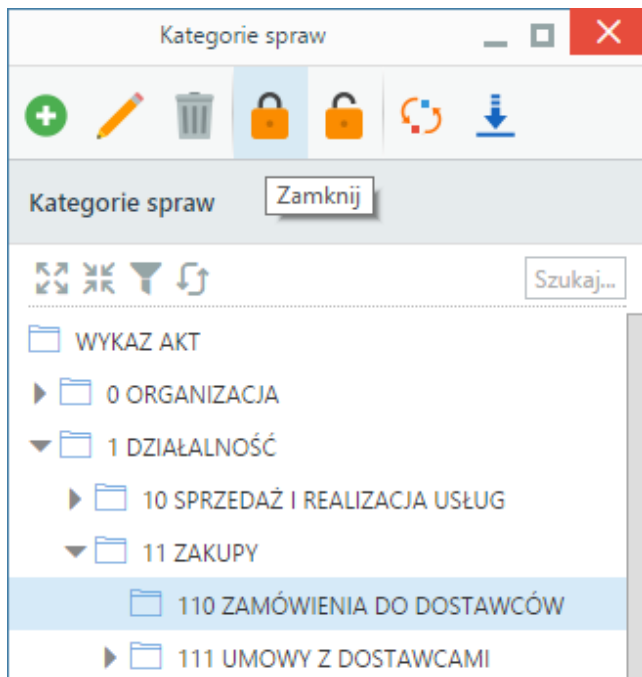 Kategorie spraw
Kategorie spraw
Zamknij
Szukaj...
WYKAZ AKT
0 ORGANIZACJA
1 DZIAŁALNOŚĆ
10 SPRZEDAŻ I REALIZACJA USŁUG
11 ZAKUPY
110 ZAMÓWIENIA DO DOSTAWCÓW
111 UMOWY Z DOSTAWCAMI